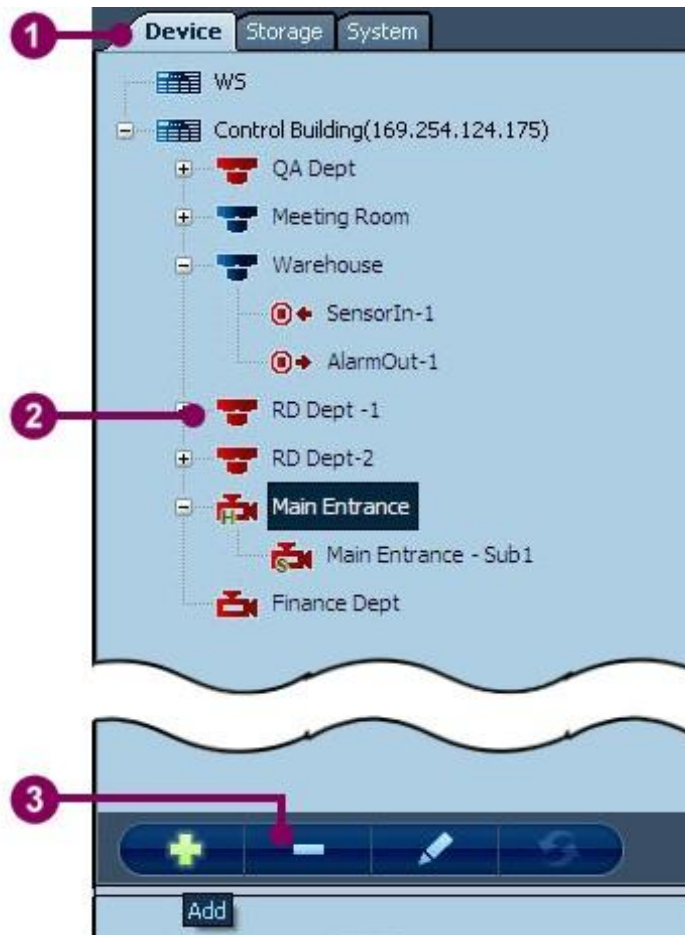 1
Device Storage System
WS
Control Building(169.254.124.175)
QA Dept
Meeting Room
Warehouse
SensorIn-1
AlarmOut-1
2
RD Dept -1
RD Dept-2
H
Main Entrance
S
Main Entrance - Sub1
Finance Dept
3
Add